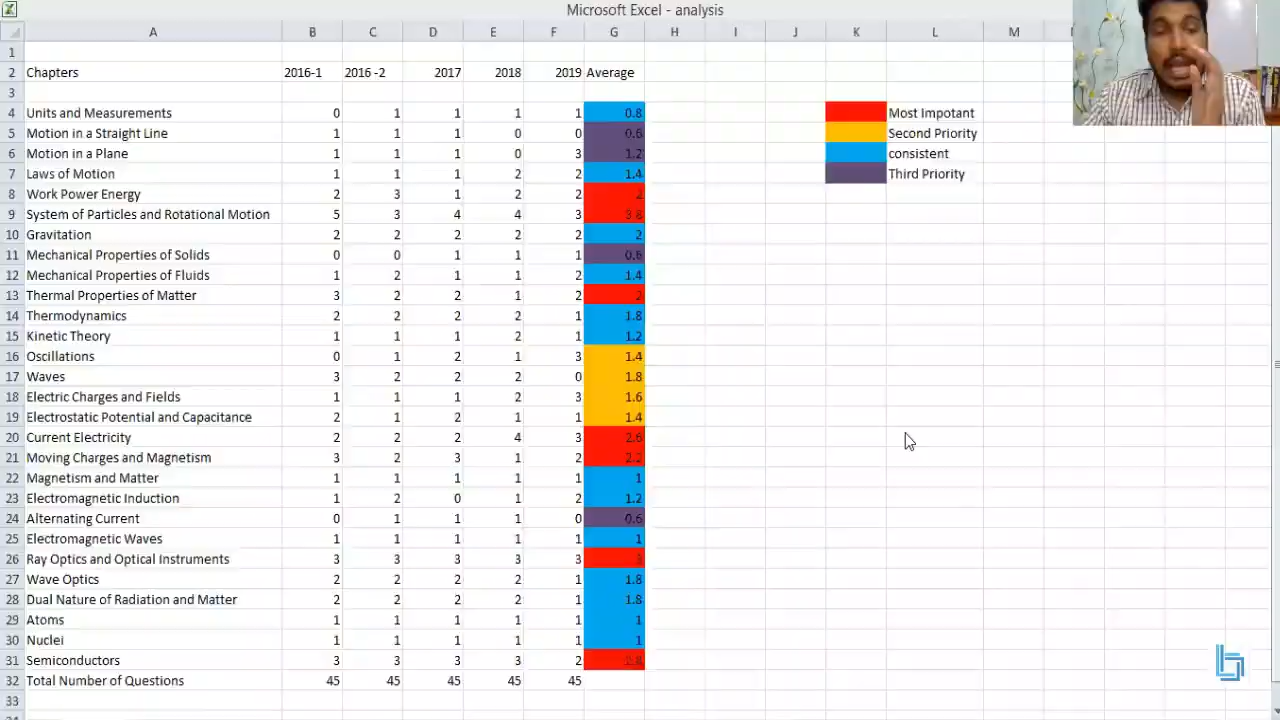 Microsoft Excel - analysis
A B C D E F G H I J K L M N
1
2 Chapters 2016-1 2016 -2 2017 2018 2019 Average
3
4 Units and Measurements 0 1 1 1 1 0.8 Most Impotant
5 Motion in a Straight Line 1 1 1 0 0 0.6 Second Priority
6 Motion in a Plane 1 1 1 0 3 1.2 consistent
7 Laws of Motion 1 1 1 2 2 1.4 Third Priority
8 Work Power Energy 2 3 1 2 2 2
9 System of Particles and Rotational Motion 5 3 4 4 3 3.8
10 Gravitation 2 2 2 2 2 2
11 Mechanical Properties of Solids 0 0 1 1 1 0.6
12 Mechanical Properties of Fluids 1 2 1 1 2 1.4
13 Thermal Properties of Matter 3 2 2 1 2 2
14 Thermodynamics 2 2 2 2 1 1.8
15 Kinetic Theory 1 1 1 2 1 1.2
16 Oscillations 0 1 2 1 3 1.4
17 Waves 3 2 2 2 0 1.8
18 Electric Charges and Fields 1 1 1 2 3 1.6
19 Electrostatic Potential and Capacitance 2 1 2 1 1 1.4
20 Current Electricity 2 2 2 4 3 2.6
21 Moving Charges and Magnetism 3 2 3 1 2 2.2
22 Magnetism and Matter 1 1 1 1 1 1
23 Electromagnetic Induction 1 2 0 1 2 1.2
24 Alternating Current 0 1 1 1 0 0.6
25 Electromagnetic Waves 1 1 1 1 1 1
26 Ray Optics and Optical Instruments 3 3 3 3 3 3
27 Wave Optics 2 2 2 2 1 1.8
28 Dual Nature of Radiation and Matter 2 2 2 2 1 1.8
29 Atoms 1 1 1 1 1 1
30 Nuclei 1 1 1 1 1 1
31 Semiconductors 3 3 3 3 2 2.8
32 Total Number of Questions 45 45 45 45 45
33